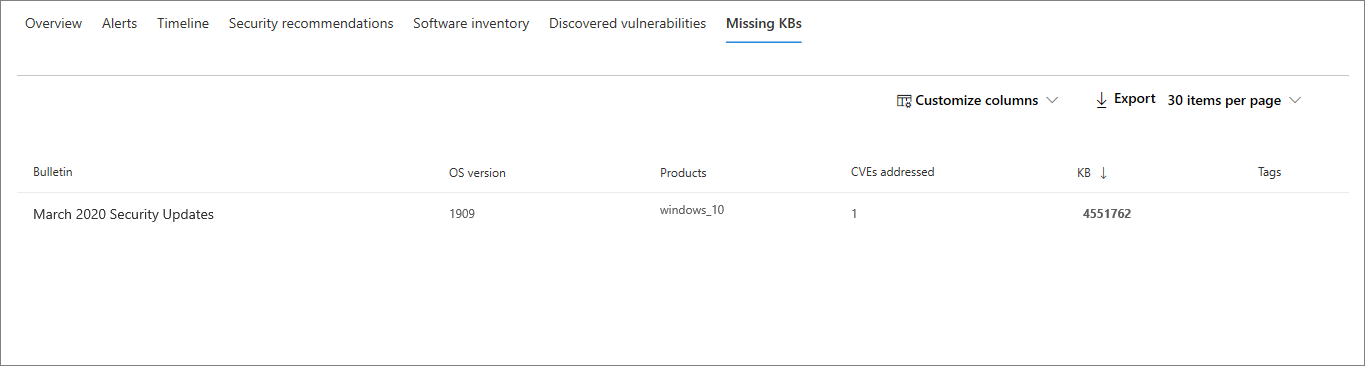 Overview Alerts Timeline Security recommendations Software inventory Discovered vulnerabilities Missing KBs
Customize columns Export 30 items per page
Bulletin OS version Products CVEs addressed KB ↓ Tags
March 2020 Security Updates 1909 windows_10 1 4551762